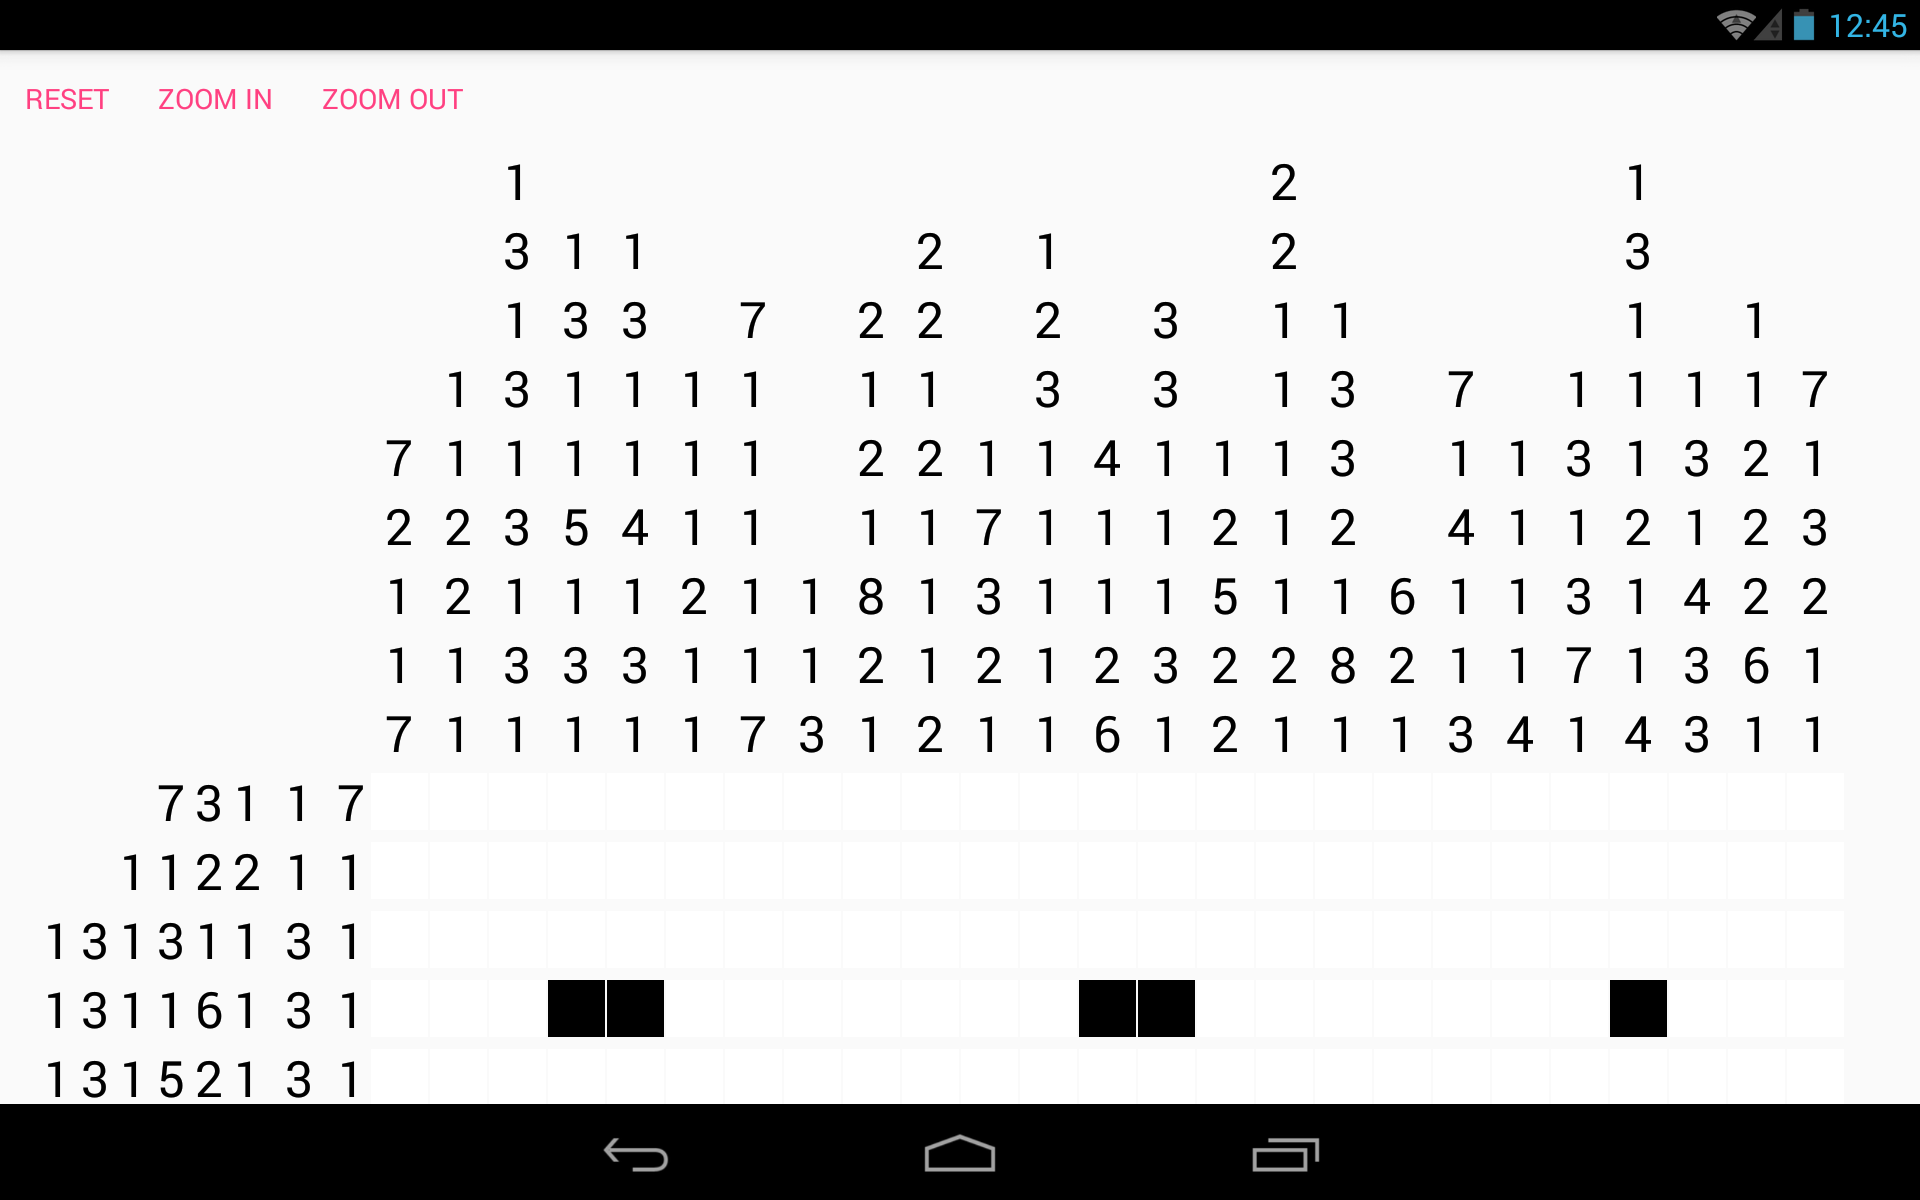 12:45
RESET ZOOM IN ZOOM OUT
1 2 1
3 1 1 2 1 2 3
1 3 3 7 2 2 2 3 1 1 1 1
1 3 1 1 1 1 1 1 3 3 1 3 7 1 1 1 1 7
7 1 1 1 1 1 1 2 2 1 1 4 1 1 1 3 1 1 3 1 3 2 1
2 2 3 5 4 1 1 1 1 7 1 1 1 2 1 2 4 1 1 2 1 2 3
1 2 1 1 1 2 1 1 8 1 3 1 1 1 5 1 1 6 1 1 3 1 4 2 2
1 1 3 3 3 1 1 1 2 1 2 1 2 3 2 2 8 2 1 1 7 1 3 6 1
7 1 1 1 1 1 7 3 1 2 1 1 6 1 2 1 1 1 3 4 1 4 3 1 1
7 3 1 1 7
1 1 2 2 1 1
1 3 1 3 1 1 3 1
1 3 1 1 6 1 3 1
1 3 1 5 2 1 3 1